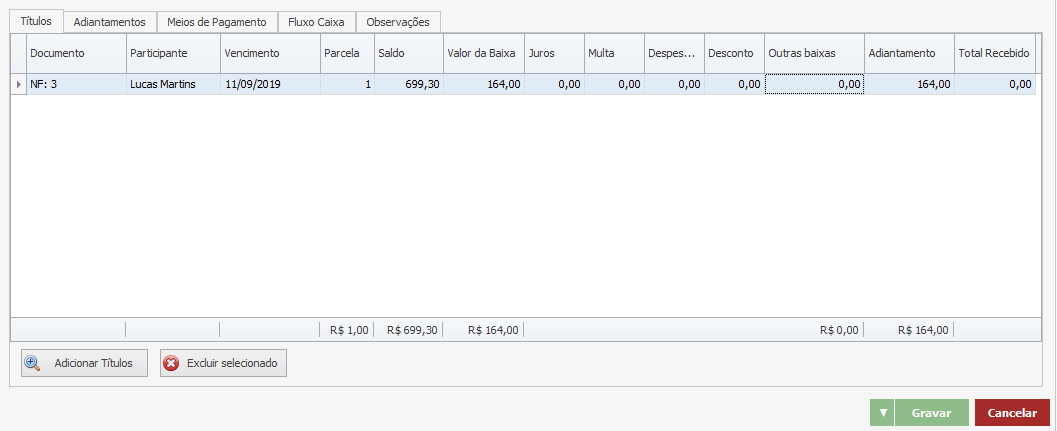 Títulos Adiantamentos Meios de Pagamento Fluxo Caixa Observações
Documento Participante Vencimento Parcela Saldo Valor da Baixa Juros Multa Despes... Desconto Outras baixas Adiantamento Total Recebido
NF: 3 Lucas Martins 11/09/2019 1 699,30 164,00 0,00 0,00 0,00 0,00 0,00 164,00 0,00
R$ 1,00 R$ 699,30 R$ 164,00 R$ 0,00 R$ 164,00
Adicionar Títulos Excluir selecionado
Gravar Cancelar